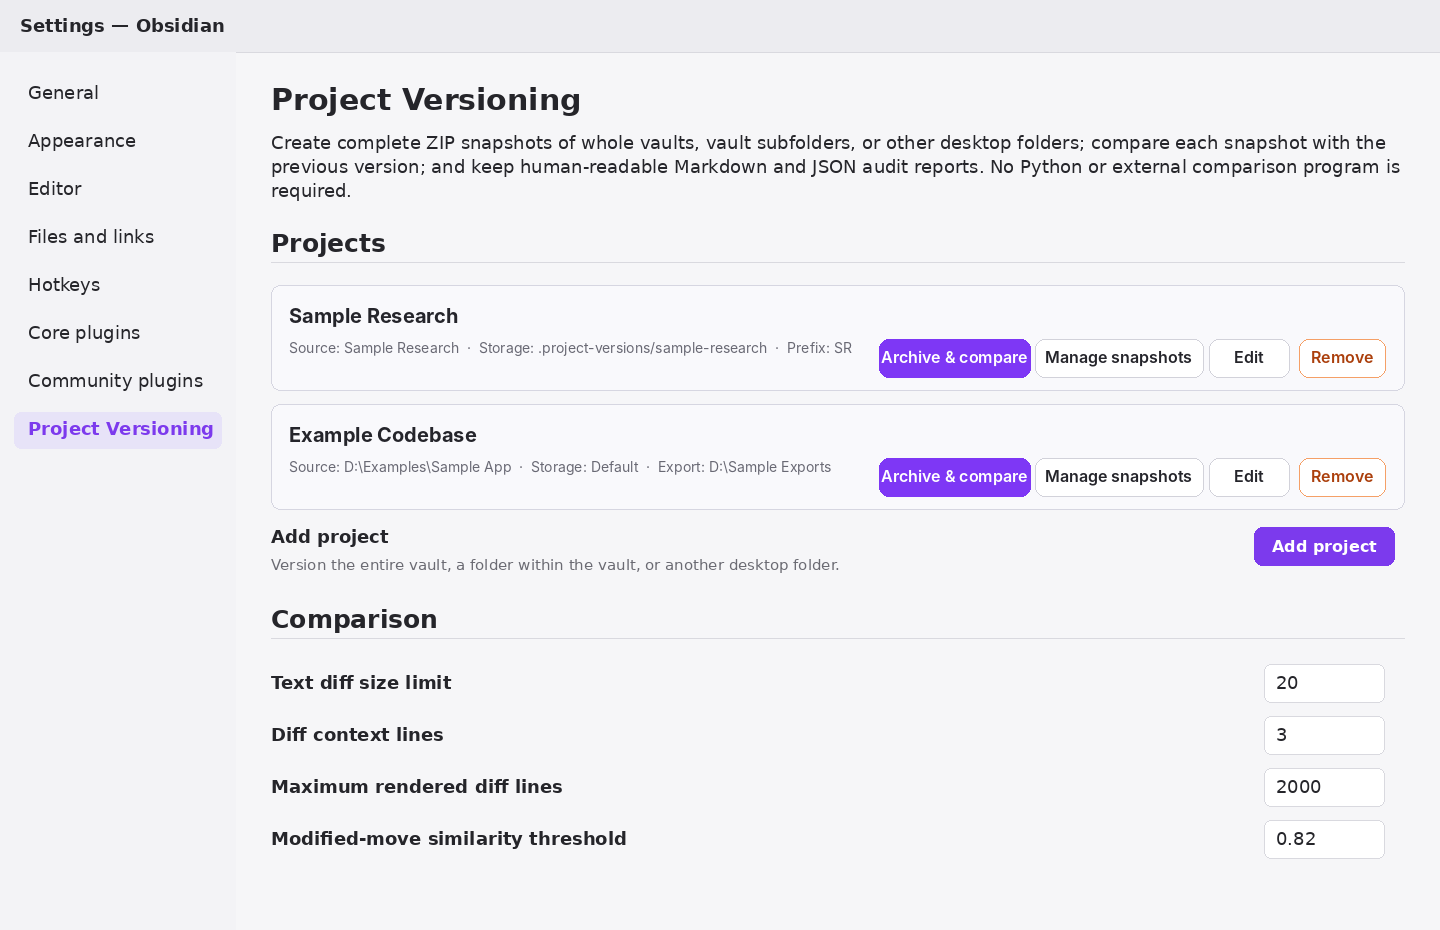 Settings — Obsidian
General
Appearance
Editor
Files and links
Hotkeys
Core plugins
Community plugins
Project Versioning
Project Versioning
Create complete ZIP snapshots of whole vaults, vault subfolders, or other desktop folders; compare each snapshot with the
previous version; and keep human-readable Markdown and JSON audit reports. No Python or external comparison program is
required.
Projects
Sample Research
Source: Sample Research · Storage: .project-versions/sample-research · Prefix: SR
Archive & compare Manage snapshots Edit Remove
Example Codebase
Source: D:\Examples\Sample App · Storage: Default · Export: D:\Sample Exports
Archive & compare Manage snapshots Edit Remove
Add project
Version the entire vault, a folder within the vault, or another desktop folder.
Add project
Comparison
Text diff size limit 20
Diff context lines 3
Maximum rendered diff lines 2000
Modified-move similarity threshold 0.82